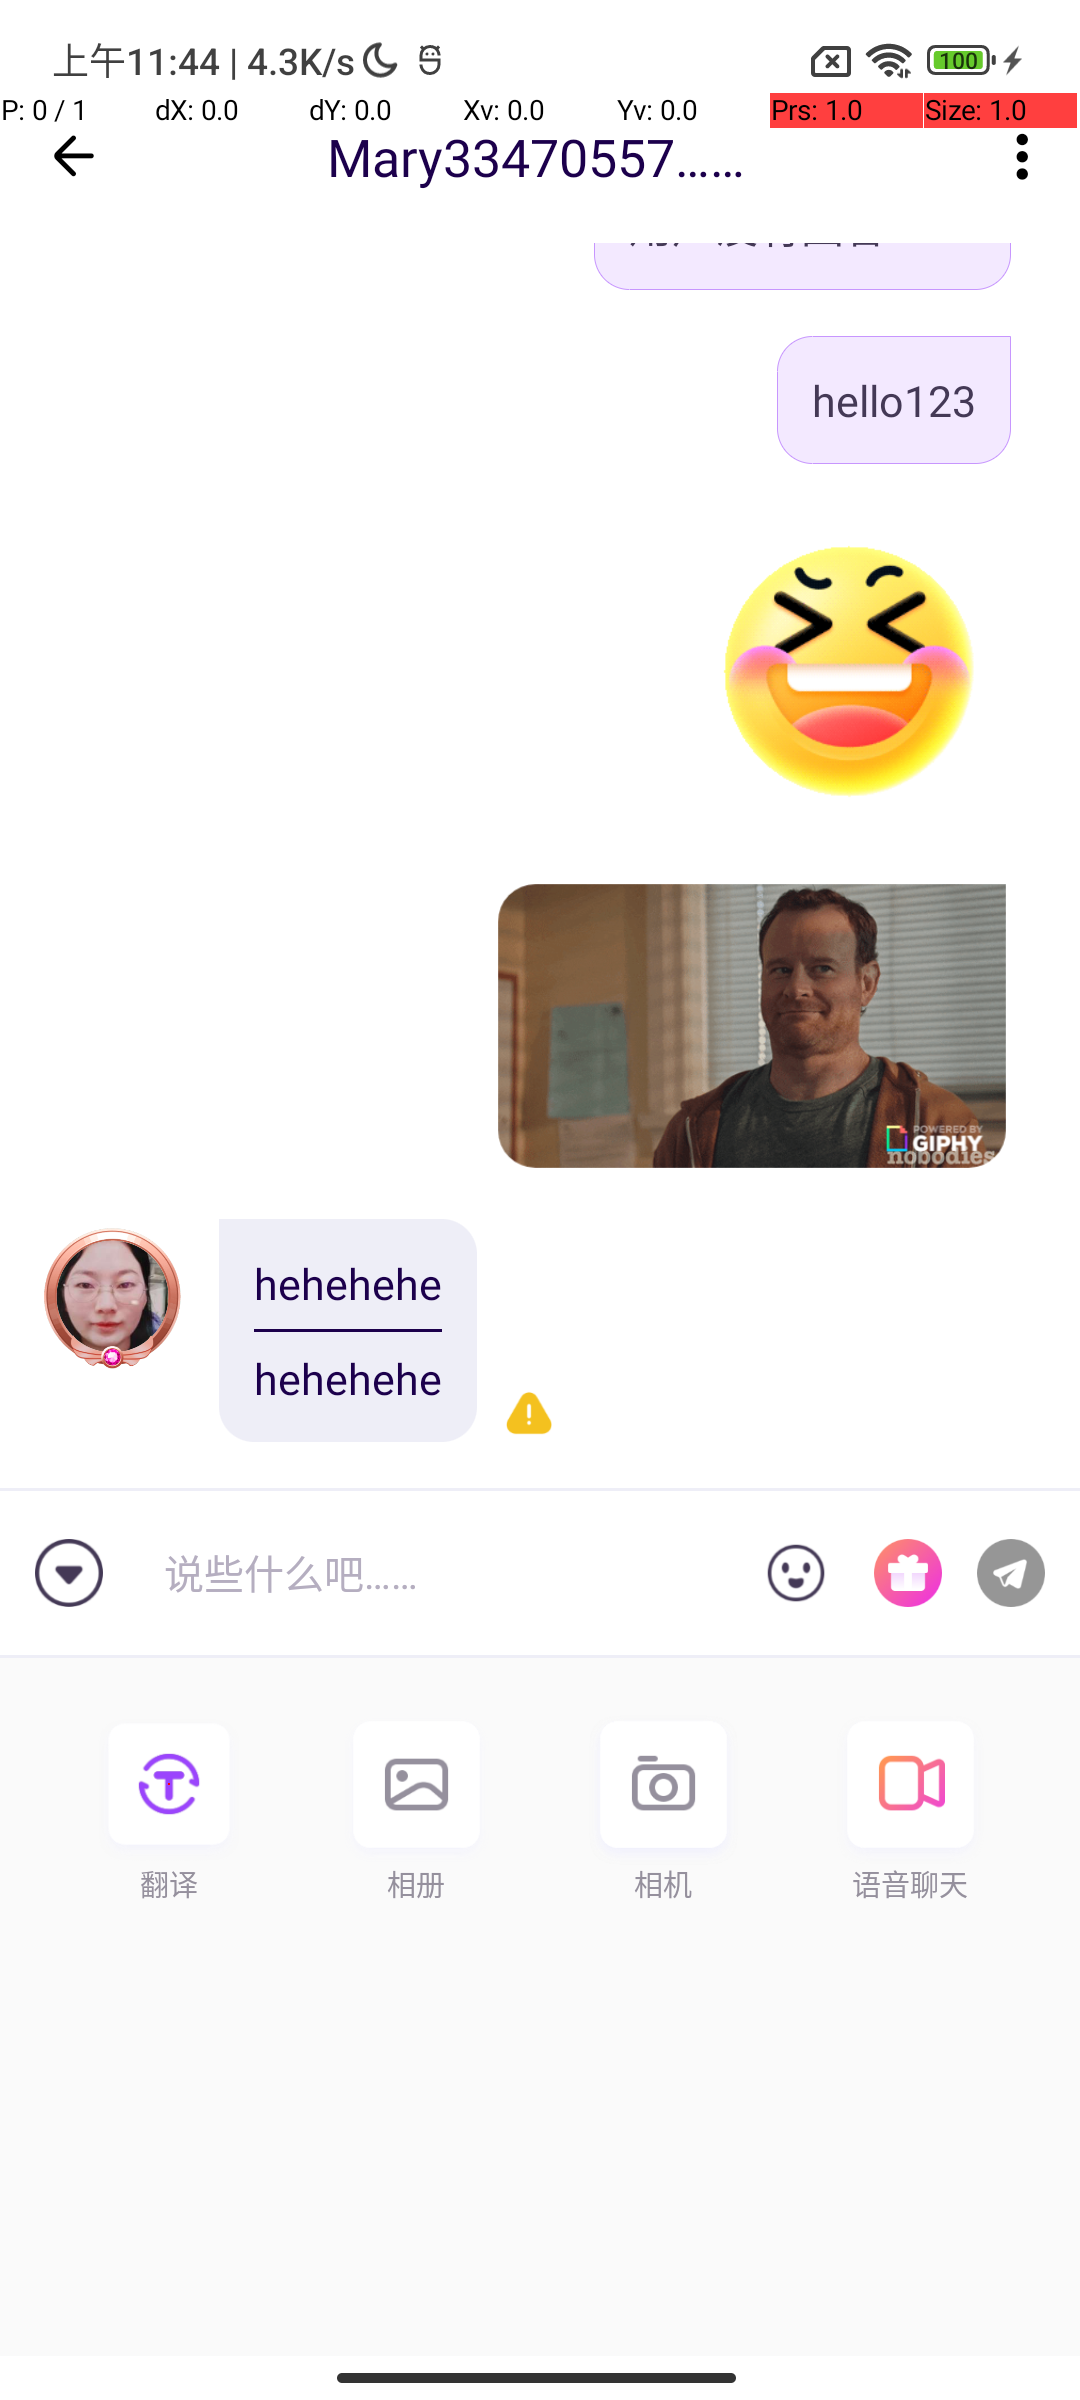 上午11:44 | 4.3K/s
100
P: 0 / 1 dX: 0.0 dY: 0.0 Xv: 0.0 Yv: 0.0 Prs: 1.0 Size: 1.0
Mary33470557……
hello123
POWERED BY
GIPHY
nobodies
hehehehe
hehehehe
说些什么吧……
翻译 相册 相机 语音聊天